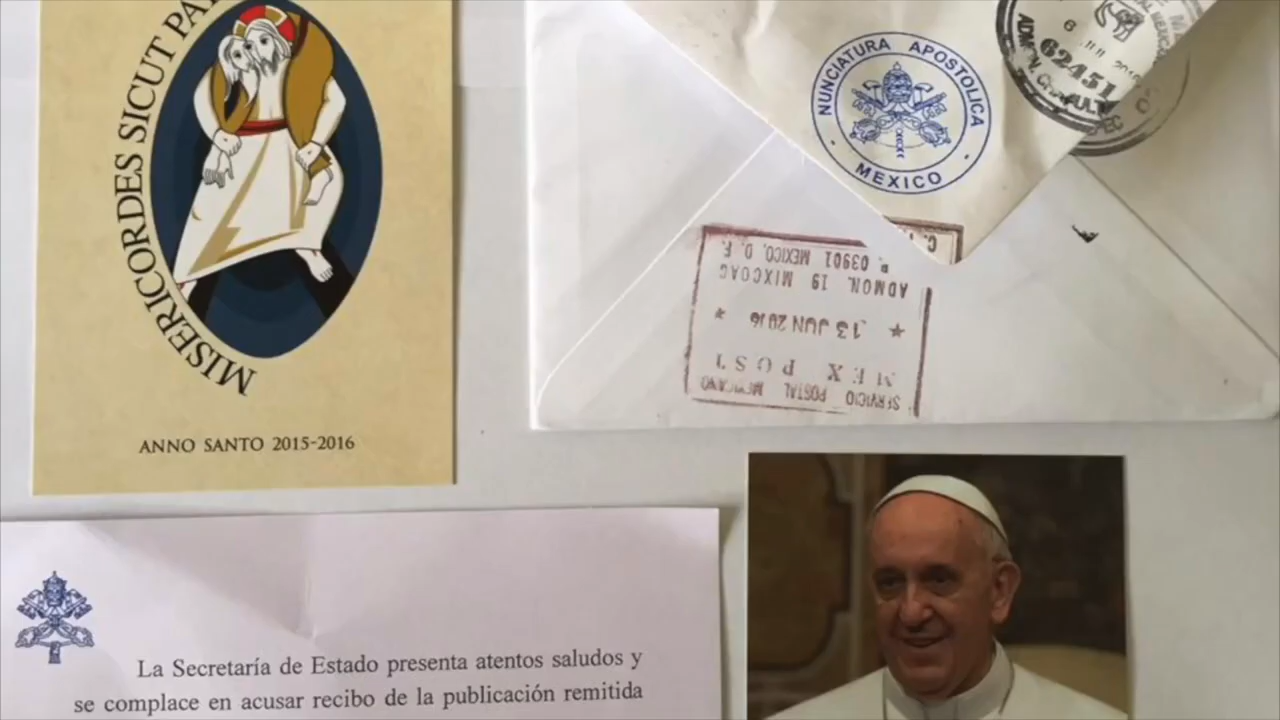 MISERICORDES SICUT PA
ANNO SANTO 2015-2016
NUNCIATURA APOSTOLICA
MEXICO
62451
SERVICIO POSTAL MEXICANO
MEX POST
★ 13 JUN 2016 ★
ADMON. 19 MIXCOAC
03901 MEXICO, D. F.
La Secretaría de Estado presenta atentos saludos y
se complace en acusar recibo de la publicación remitida